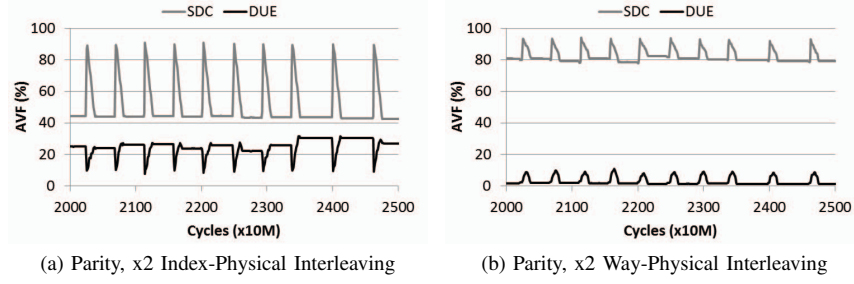 SDC DUE
100
80
60
40
20
0
AVF (%)
2000 2100 2200 2300 2400 2500
Cycles (x10M)
(a) Parity, x2 Index-Physical Interleaving
SDC DUE
100
80
60
40
20
0
AVF (%)
2000 2100 2200 2300 2400 2500
Cycles (x10M)
(b) Parity, x2 Way-Physical Interleaving